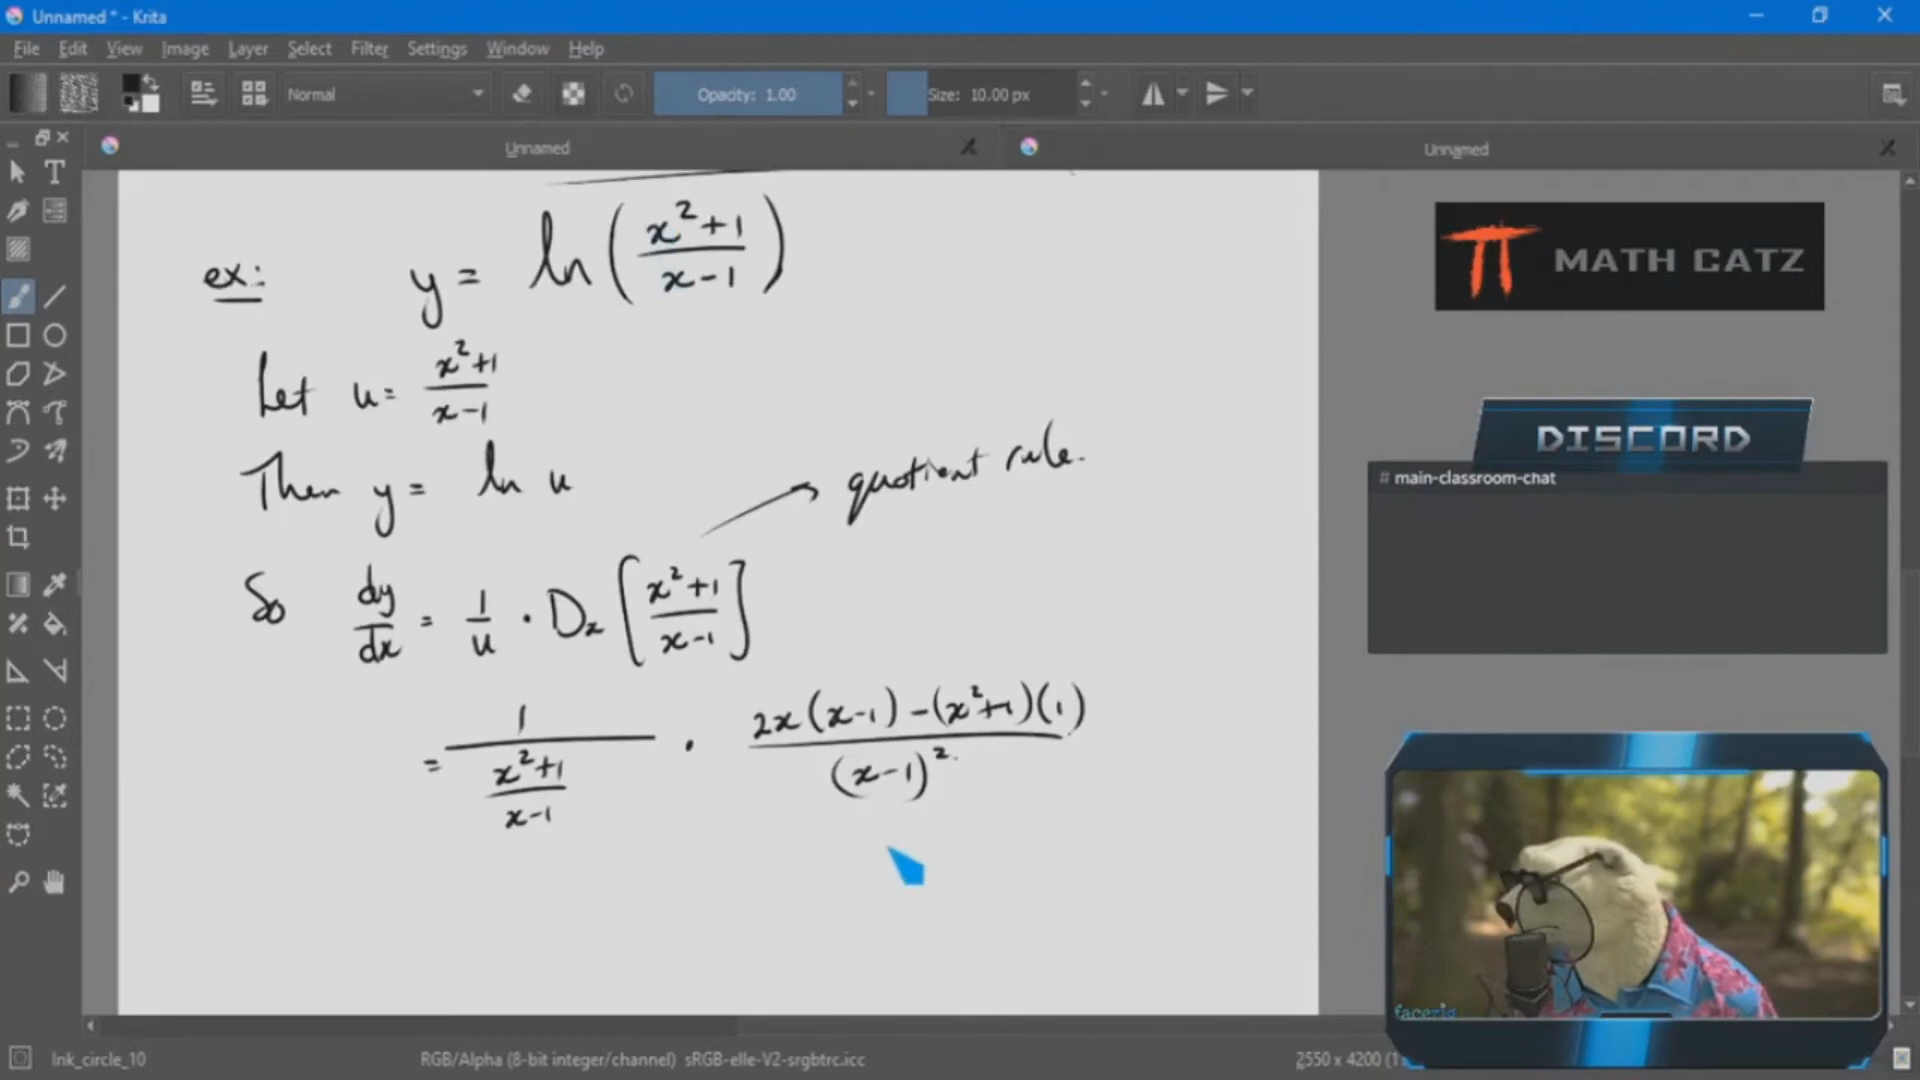 Unnamed * - Krita
File Edit View Image Layer Select Filter Settings Window Help
Normal Opacity: 1.00 Size: 10.00 px
Unnamed Unnamed
ex: y = ln((x²+1)/(x-1))
Let u = (x²+1)/(x-1)
Then y = ln u
quotient rule.
So dy/dx = 1/u · Dx[(x²+1)/(x-1)]
= 1/((x²+1)/(x-1)) · (2x(x-1)-(x²+1)(1))/(x-1)²
π MATH CATZ
DISCORD
# main-classroom-chat
facerig
Ink_circle_10 RGB/Alpha (8-bit integer/channel) sRGB-elle-V2-srgbtrc.icc 2550 x 4200